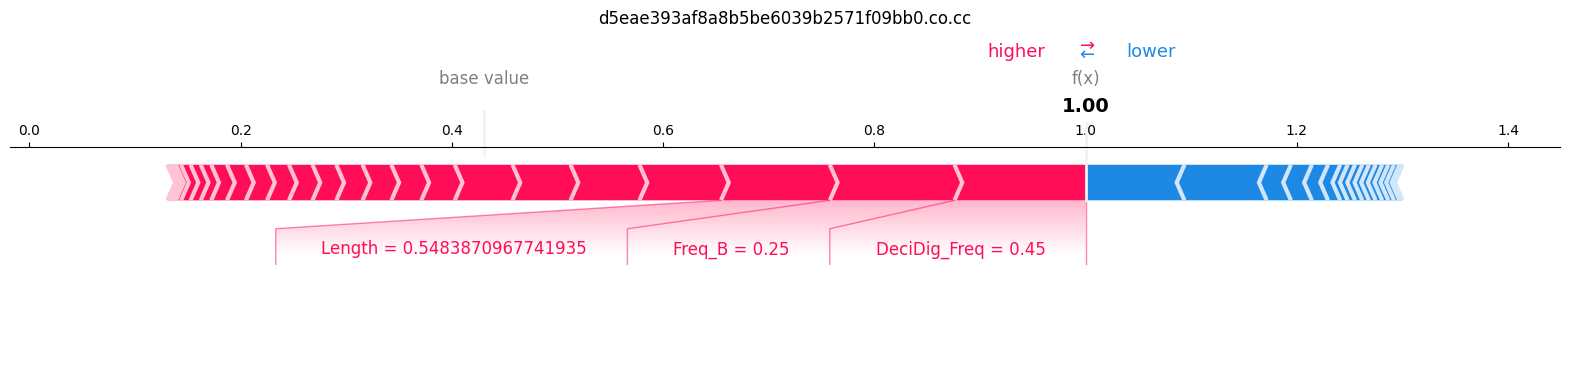 d5eae393af8a8b5be6039b2571f09bb0.co.cc
higher ⇄ lower
base value f(x)
1.00
0.0 0.2 0.4 0.6 0.8 1.0 1.2 1.4
Length = 0.5483870967741935 Freq_B = 0.25 DeciDig_Freq = 0.45